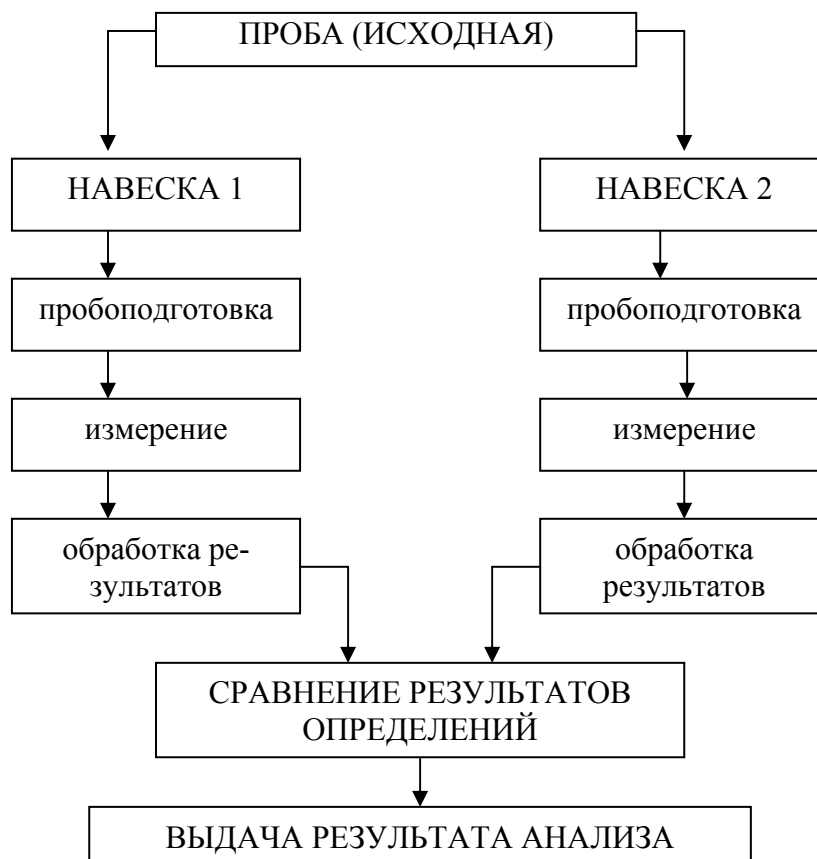 ПРОБА (ИСХОДНАЯ)
НАВЕСКА 1
НАВЕСКА 2
пробоподготовка
пробоподготовка
измерение
измерение
обработка ре-
зультатов
обработка
результатов
СРАВНЕНИЕ РЕЗУЛЬТАТОВ
ОПРЕДЕЛЕНИЙ
ВЫДАЧА РЕЗУЛЬТАТА АНАЛИЗА